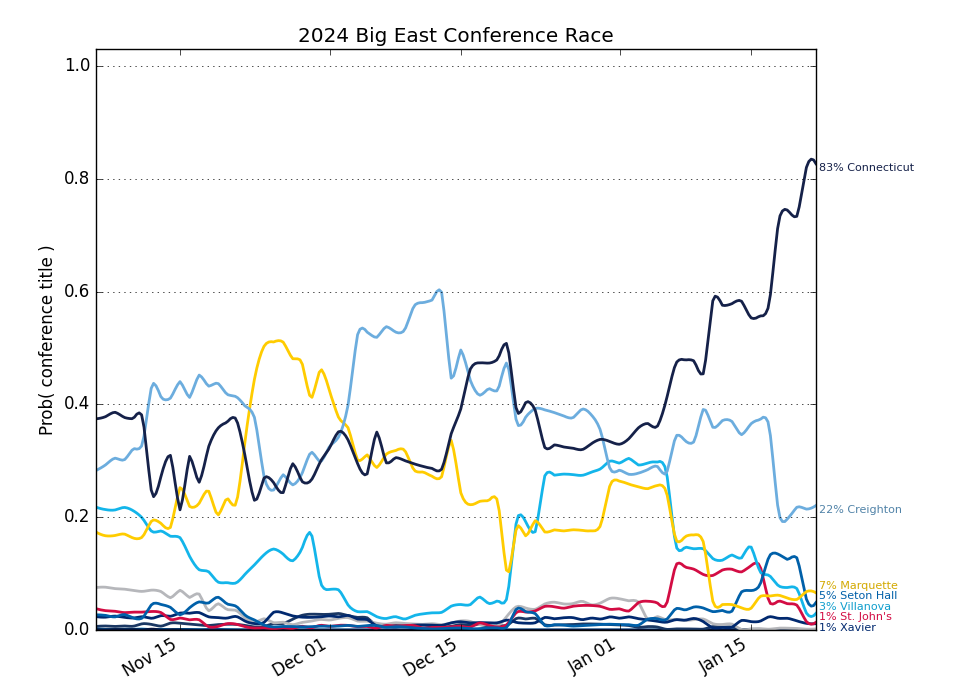 2024 Big East Conference Race
1.0
0.8
0.6
0.4
0.2
0.0
Prob( conference title )
Nov 15
Dec 01
Dec 15
Jan 01
Jan 15
83% Connecticut
22% Creighton
7% Marquette
5% Seton Hall
3% Villanova
1% St. John's
1% Xavier